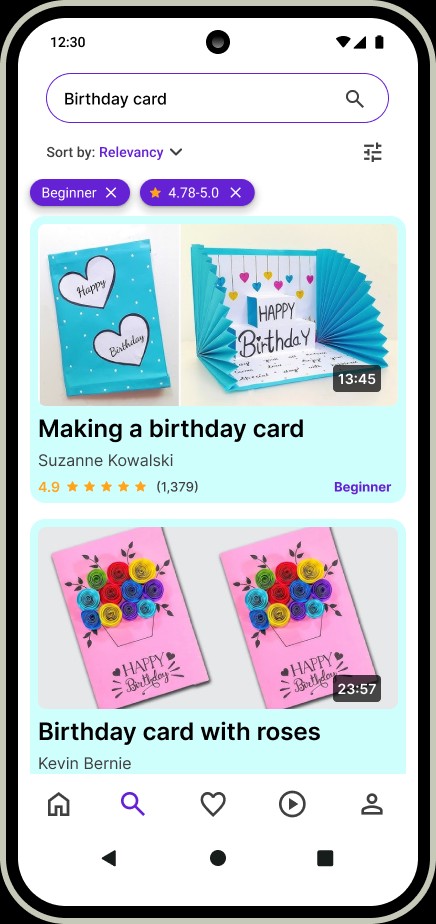 12:30
Birthday card
Sort by: Relevancy
Beginner
4.78-5.0
Happy
Birthday
HAPPY
Birthday
13:45
Making a birthday card
Suzanne Kowalski
4.9 (1,379)
Beginner
HAPPY
Birthday
HAPPY
Birthday
23:57
Birthday card with roses
Kevin Bernie